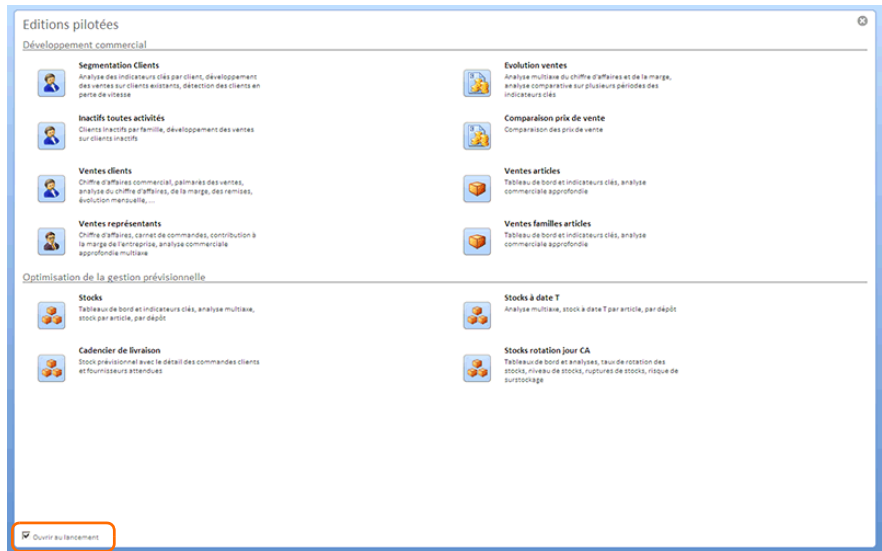 Editions pilotées
Développement commercial
Segmentation Clients
Analyse des indicateurs clés par client, développement
des ventes sur clients existants, détection des clients en
perte de vitesse
Evolution ventes
Analyse multiaxe du chiffre d'affaires et de la marge,
analyse comparative sur plusieurs périodes des
indicateurs clés
Inactifs toutes activités
Clients Inactifs par famille, développement des ventes
sur clients inactifs
Comparaison prix de vente
Comparaison des prix de vente
Ventes clients
Chiffre d'affaires commercial, palmarès des ventes,
analyse du chiffre d'affaires, de la marge, des remises,
évolution mensuelle, ...
Ventes articles
Tableau de bord et indicateurs clés, analyse
commerciale approfondie
Ventes représentants
Chiffre d'affaires, carnet de commandes, contribution à
la marge de l'entreprise, analyse commerciale
approfondie multiaxe
Ventes familles articles
Tableau de bord et indicateurs clés, analyse
commerciale approfondie
Optimisation de la gestion prévisionnelle
Stocks
Tableaux de bord et indicateurs clés, analyse multiaxe,
stock par article, par dépôt
Stocks à date T
Analyse multiaxe, stock à date T par article, par dépôt
Cadencier de livraison
Stock prévisionnel avec le détail des commandes clients
et fournisseurs attendues
Stocks rotation jour CA
Tableaux de bord et analyses, taux de rotation des
stocks, niveau de stocks, ruptures de stocks, risque de
surstockage
Ouvrir au lancement